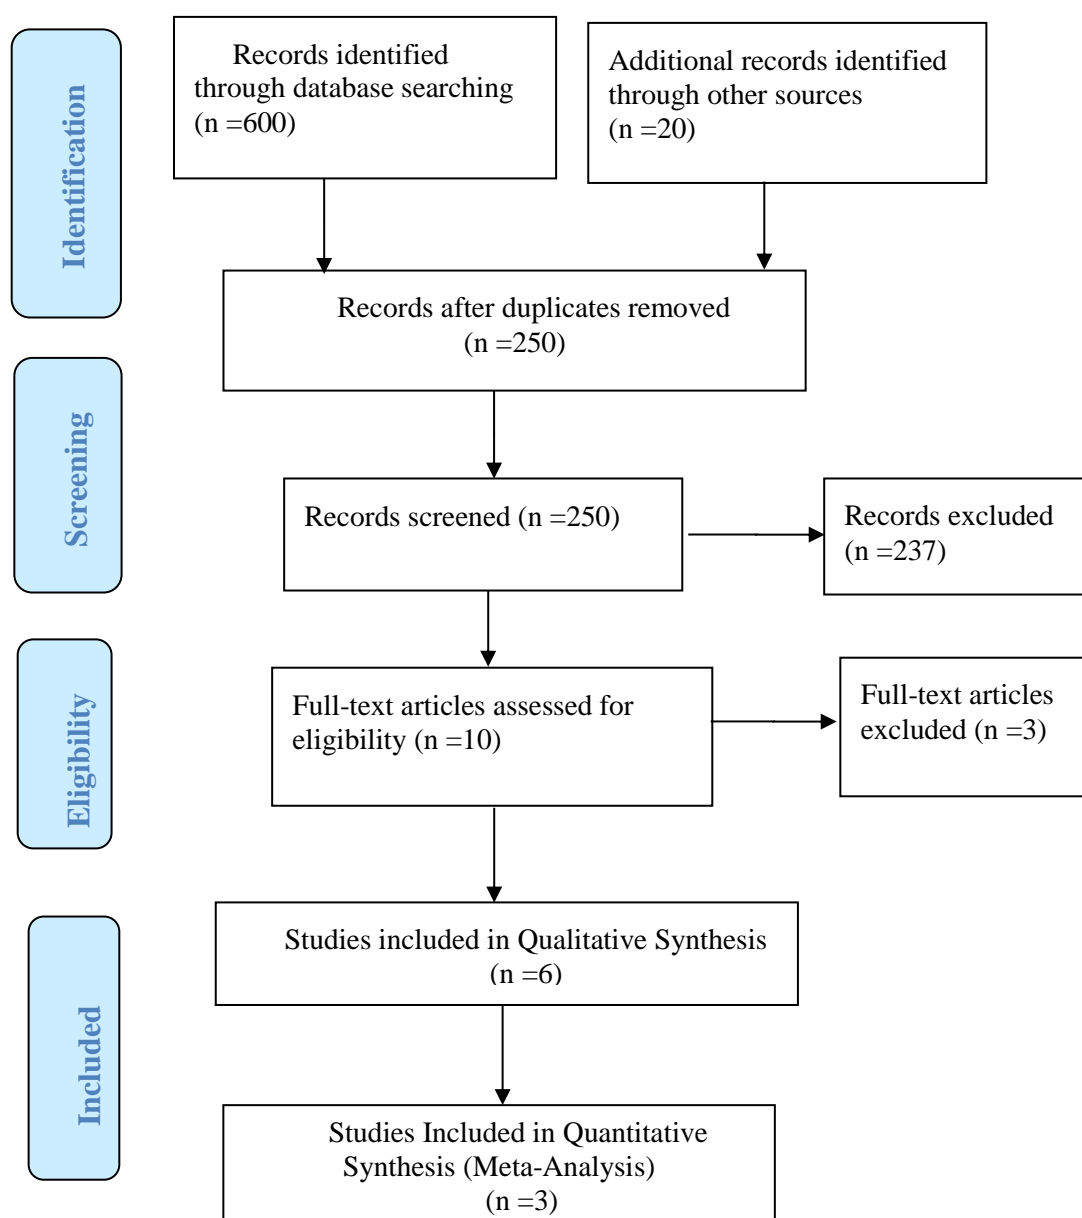 Identification
Records identified
through database searching
(n =600)
Additional records identified
through other sources
(n =20)
Records after duplicates removed
(n =250)
Screening
Records screened (n =250)
Records excluded
(n =237)
Eligibility
Full-text articles assessed for
eligibility (n =10)
Full-text articles
excluded (n =3)
Included
Studies included in Qualitative Synthesis
(n =6)
Studies Included in Quantitative
Synthesis (Meta-Analysis)
(n =3)